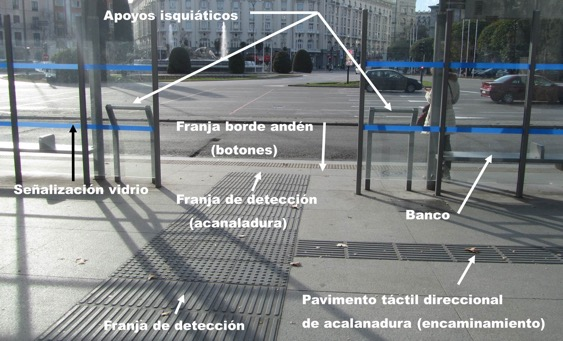 Apoyos isquiáticos
Franja borde andén
(botones)
Señalización vidrio
Franja de detección
(acanaladura)
Banco
Pavimento táctil direccional
de acalanadura (encaminamiento)
Franja de detección